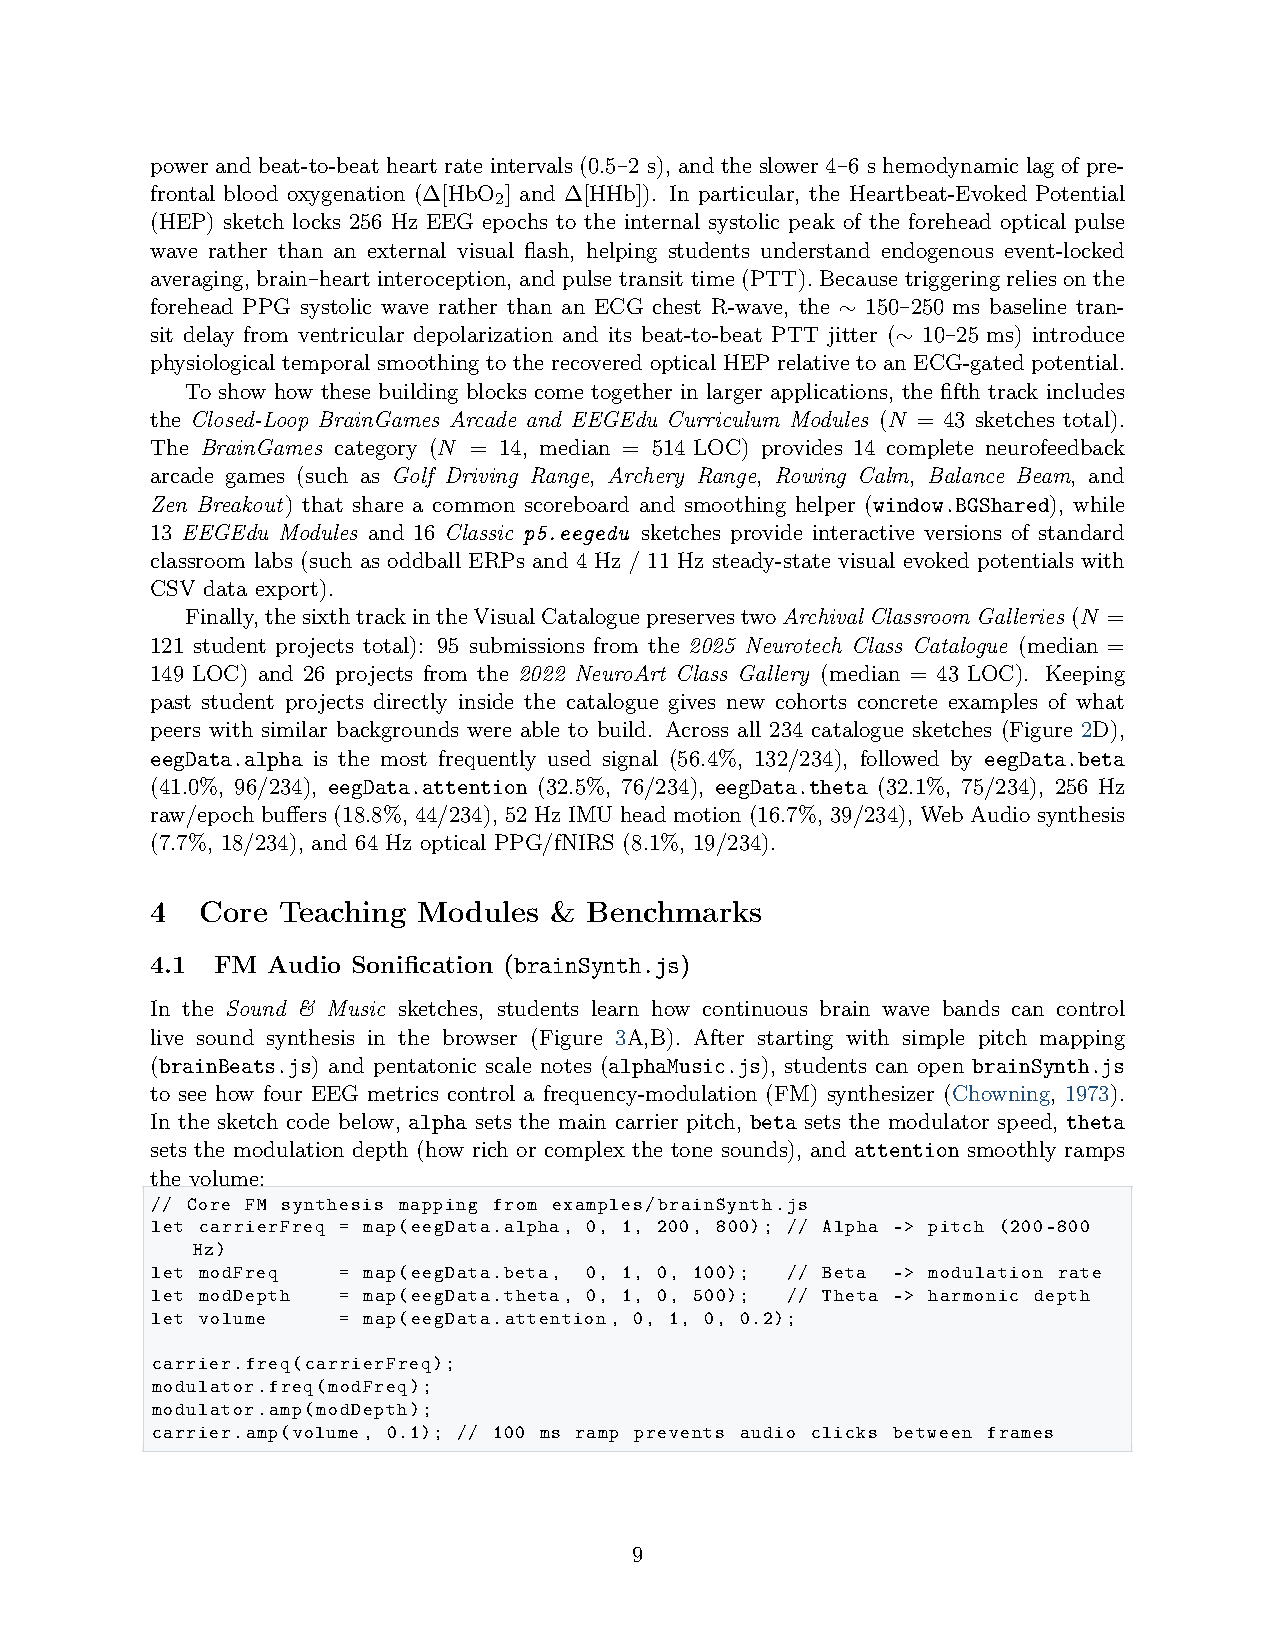 power and beat-to-beat heart rate intervals (0.5–2 s), and the slower 4–6 s hemodynamic lag of pre-
frontal blood oxygenation (Δ[HbO₂] and Δ[HHb]). In particular, the Heartbeat-Evoked Potential
(HEP) sketch locks 256 Hz EEG epochs to the internal systolic peak of the forehead optical pulse
wave rather than an external visual flash, helping students understand endogenous event-locked
averaging, brain–heart interoception, and pulse transit time (PTT). Because triggering relies on the
forehead PPG systolic wave rather than an ECG chest R-wave, the ∼ 150–250 ms baseline tran-
sit delay from ventricular depolarization and its beat-to-beat PTT jitter (∼ 10–25 ms) introduce
physiological temporal smoothing to the recovered optical HEP relative to an ECG-gated potential.
To show how these building blocks come together in larger applications, the fifth track includes
the Closed-Loop BrainGames Arcade and EEGEdu Curriculum Modules (N = 43 sketches total).
The BrainGames category (N = 14, median = 514 LOC) provides 14 complete neurofeedback
arcade games (such as Golf Driving Range, Archery Range, Rowing Calm, Balance Beam, and
Zen Breakout) that share a common scoreboard and smoothing helper (window.BGShared), while
13 EEGEdu Modules and 16 Classic p5.eegedu sketches provide interactive versions of standard
classroom labs (such as oddball ERPs and 4 Hz / 11 Hz steady-state visual evoked potentials with
CSV data export).
Finally, the sixth track in the Visual Catalogue preserves two Archival Classroom Galleries (N =
121 student projects total): 95 submissions from the 2025 Neurotech Class Catalogue (median =
149 LOC) and 26 projects from the 2022 NeuroArt Class Gallery (median = 43 LOC). Keeping
past student projects directly inside the catalogue gives new cohorts concrete examples of what
peers with similar backgrounds were able to build. Across all 234 catalogue sketches (Figure 2D),
eegData.alpha is the most frequently used signal (56.4%, 132/234), followed by eegData.beta
(41.0%, 96/234), eegData.attention (32.5%, 76/234), eegData.theta (32.1%, 75/234), 256 Hz
raw/epoch buffers (18.8%, 44/234), 52 Hz IMU head motion (16.7%, 39/234), Web Audio synthesis
(7.7%, 18/234), and 64 Hz optical PPG/fNIRS (8.1%, 19/234).
4 Core Teaching Modules & Benchmarks
4.1 FM Audio Sonification (brainSynth.js)
In the Sound & Music sketches, students learn how continuous brain wave bands can control
live sound synthesis in the browser (Figure 3A,B). After starting with simple pitch mapping
(brainBeats.js) and pentatonic scale notes (alphaMusic.js), students can open brainSynth.js
to see how four EEG metrics control a frequency-modulation (FM) synthesizer (Chowning, 1973).
In the sketch code below, alpha sets the main carrier pitch, beta sets the modulator speed, theta
sets the modulation depth (how rich or complex the tone sounds), and attention smoothly ramps
the volume:
// Core FM synthesis mapping from examples/brainSynth.js
let carrierFreq = map(eegData.alpha, 0, 1, 200, 800); // Alpha -> pitch (200-800
Hz)
let modFreq     = map(eegData.beta,  0, 1, 0, 100);   // Beta  -> modulation rate
let modDepth    = map(eegData.theta, 0, 1, 0, 500);   // Theta -> harmonic depth
let volume      = map(eegData.attention, 0, 1, 0, 0.2);
carrier.freq(carrierFreq);
modulator.freq(modFreq);
modulator.amp(modDepth);
carrier.amp(volume, 0.1); // 100 ms ramp prevents audio clicks between frames
9